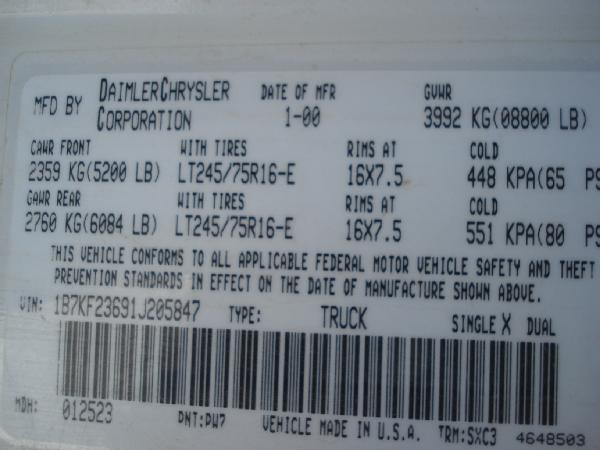 MFD BY DAIMLERCHRYSLER CORPORATION DATE OF MFR 1-00 GVWR 3992 KG(08800 LB)
GAWR FRONT WITH TIRES RIMS AT COLD
2359 KG(5200 LB) LT245/75R16-E 16X7.5 448 KPA(65 PS
GAWR REAR WITH TIRES RIMS AT COLD
2760 KG(6084 LB) LT245/75R16-E 16X7.5 551 KPA(80 PS
THIS VEHICLE CONFORMS TO ALL APPLICABLE FEDERAL MOTOR VEHICLE SAFETY AND THEFT
PREVENTION STANDARDS IN EFFECT ON THE DATE OF MANUFACTURE SHOWN ABOVE.
VIN: 1B7KF23691J205847 TYPE: TRUCK SINGLE X DUAL
MDH: 012523 PNT:PW7 VEHICLE MADE IN U.S.A. TRM:SXC3 4648503